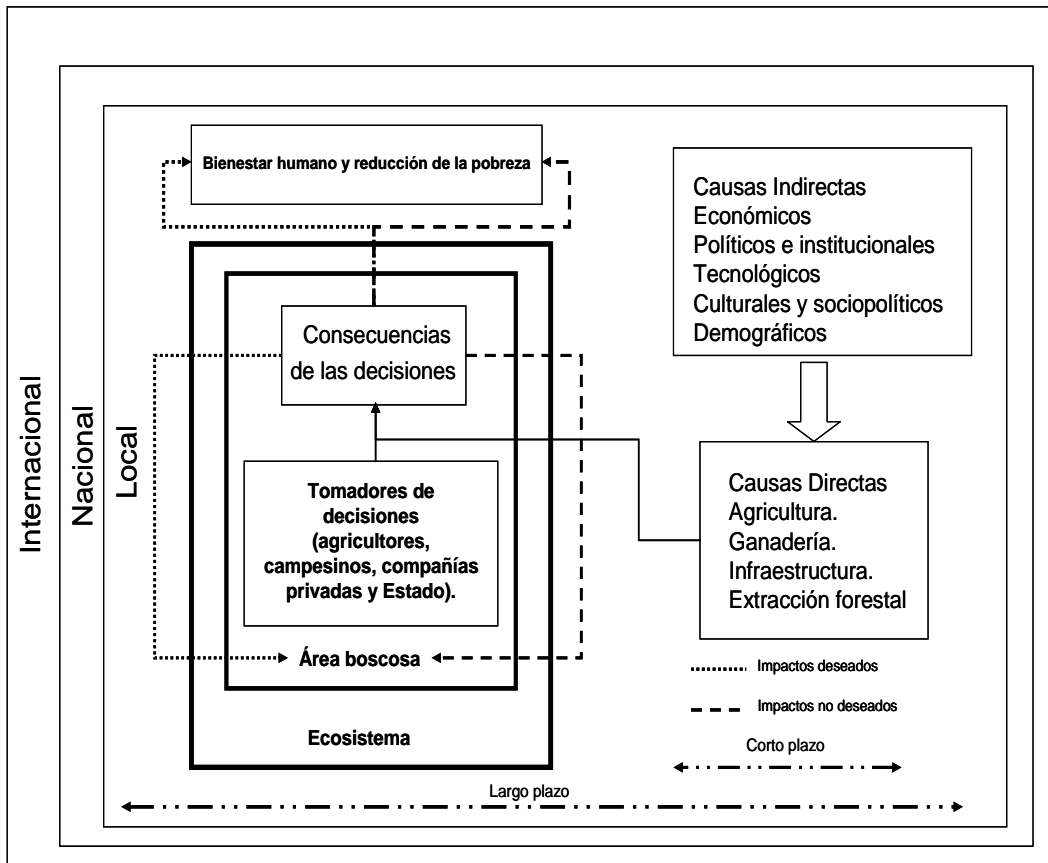 Internacional
Nacional
Local
Bienestar humano y reducción de la pobreza
Consecuencias
de las decisiones
Tomadores de
decisiones
(agricultores,
campesinos, compañías
privadas y Estado).
Área boscosa
Ecosistema
Causas Indirectas
Económicos
Políticos e institucionales
Tecnológicos
Culturales y sociopolíticos
Demográficos
Causas Directas
Agricultura.
Ganadería.
Infraestructura.
Extracción forestal
Impactos deseados
Impactos no deseados
Corto plazo
Largo plazo